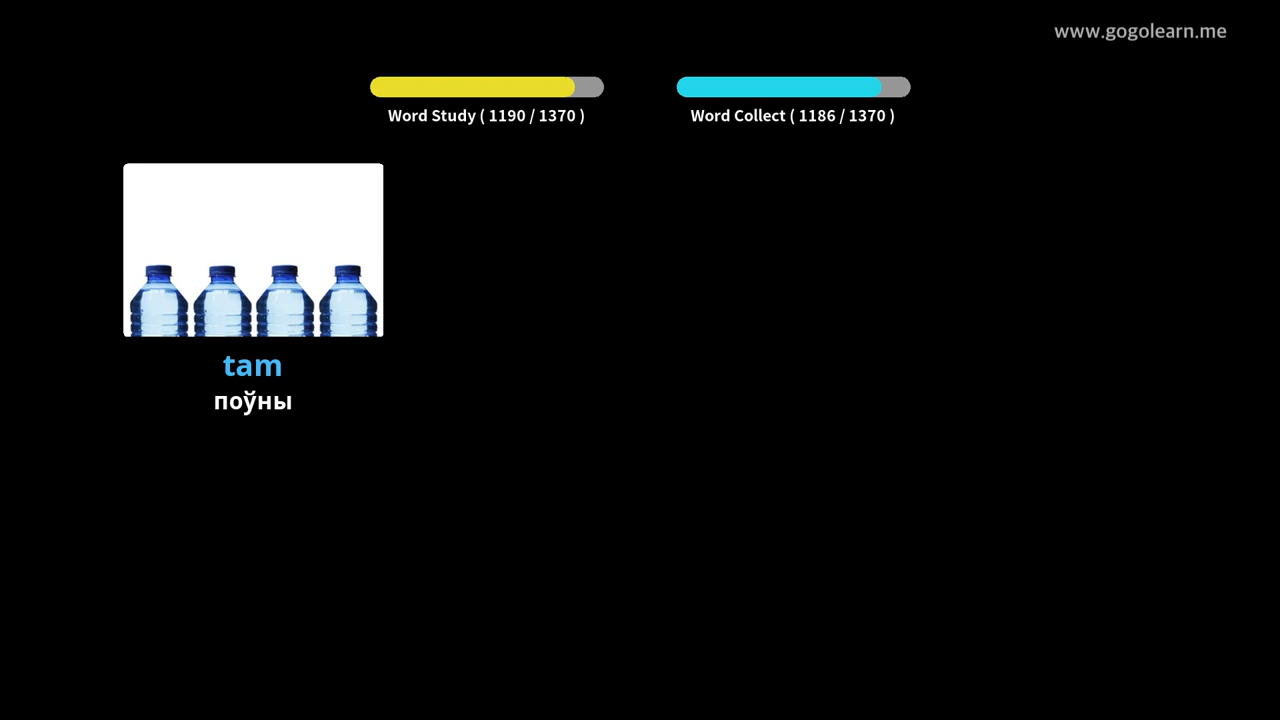 www.gogolearn.me
Word Study ( 1190 / 1370 )
Word Collect ( 1186 / 1370 )
tam
поўны